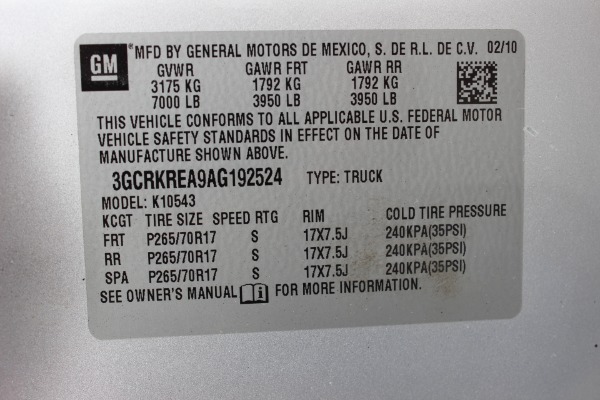 GM ® MFD BY GENERAL MOTORS DE MEXICO, S. DE R.L. DE C.V. 02/10
GVWR GAWR FRT GAWR RR
3175 KG 1792 KG 1792 KG
7000 LB 3950 LB 3950 LB
THIS VEHICLE CONFORMS TO ALL APPLICABLE U.S. FEDERAL MOTOR
VEHICLE SAFETY STANDARDS IN EFFECT ON THE DATE OF
MANUFACTURE SHOWN ABOVE.
3GCRKREA9AG192524 TYPE: TRUCK
MODEL: K10543
KCGT TIRE SIZE SPEED RTG RIM COLD TIRE PRESSURE
FRT P265/70R17 S 17X7.5J 240KPA(35PSI)
RR P265/70R17 S 17X7.5J 240KPA(35PSI)
SPA P265/70R17 S 17X7.5J 240KPA(35PSI)
SEE OWNER'S MANUAL i FOR MORE INFORMATION.